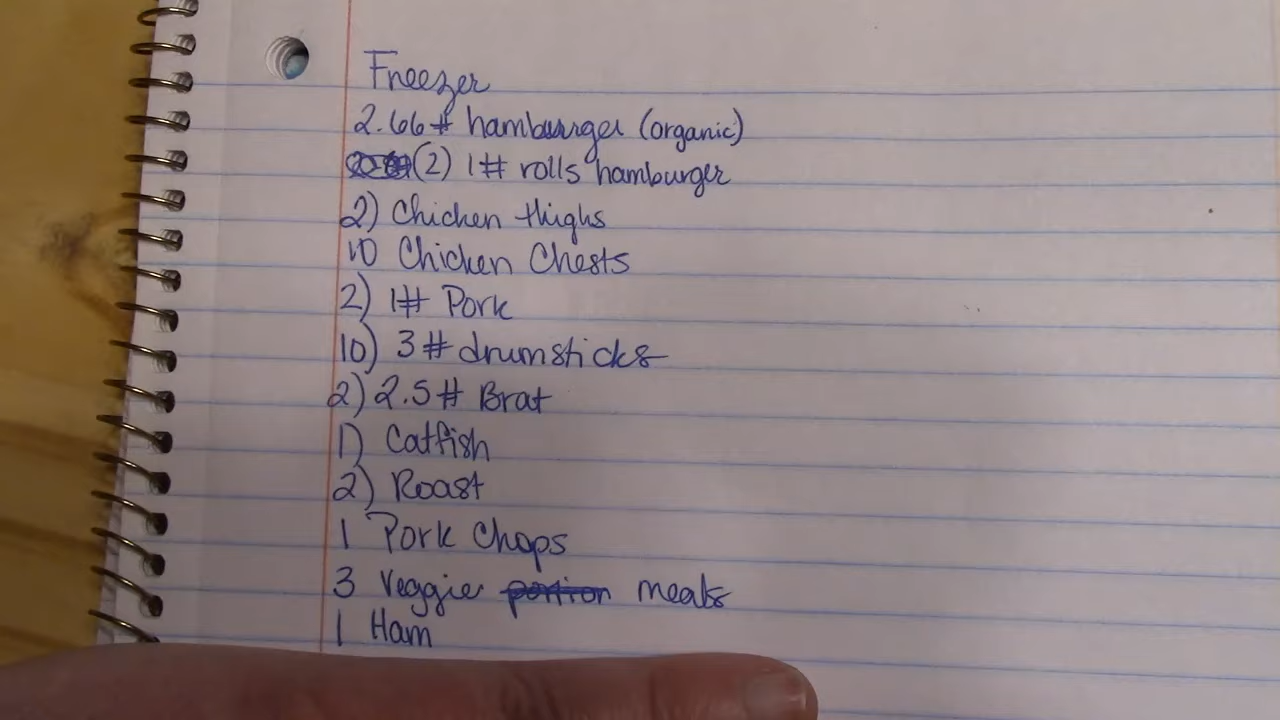 Freezer
2.66# hamburger (organic)
(2) 1# rolls hamburger
2) Chicken thighs
10 Chicken Chests
2) 1# Pork
10) 3# drumsticks
2) 2.5# Brat
1) Catfish
2) Roast
1 Pork Chops
3 Veggie portion meats
1 Ham